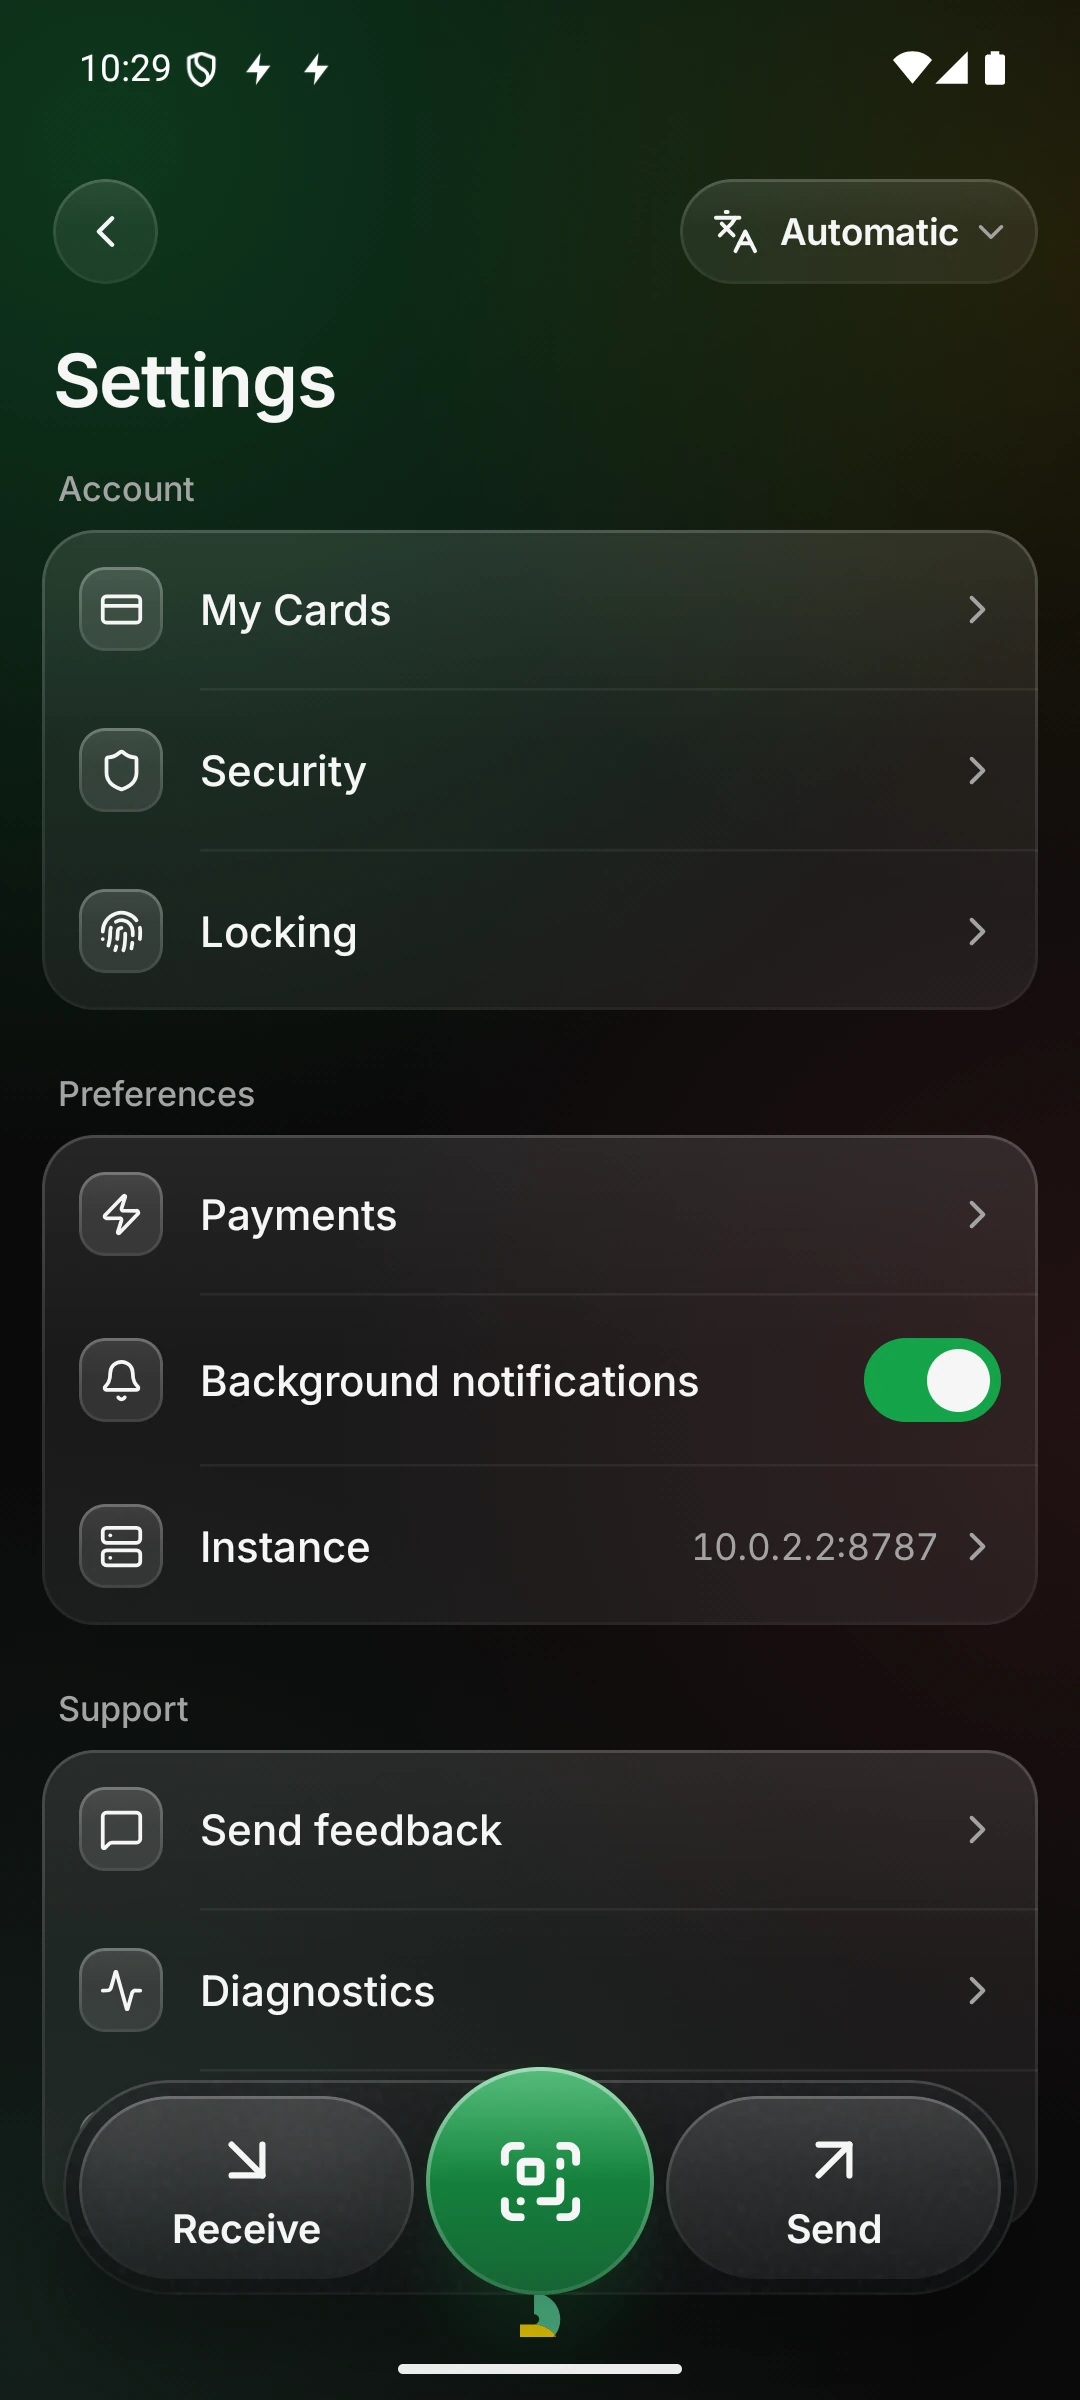 10:29
Automatic
Settings
Account
My Cards
Security
Locking
Preferences
Payments
Background notifications
Instance 10.0.2.2:8787
Support
Send feedback
Diagnostics
Receive
Send